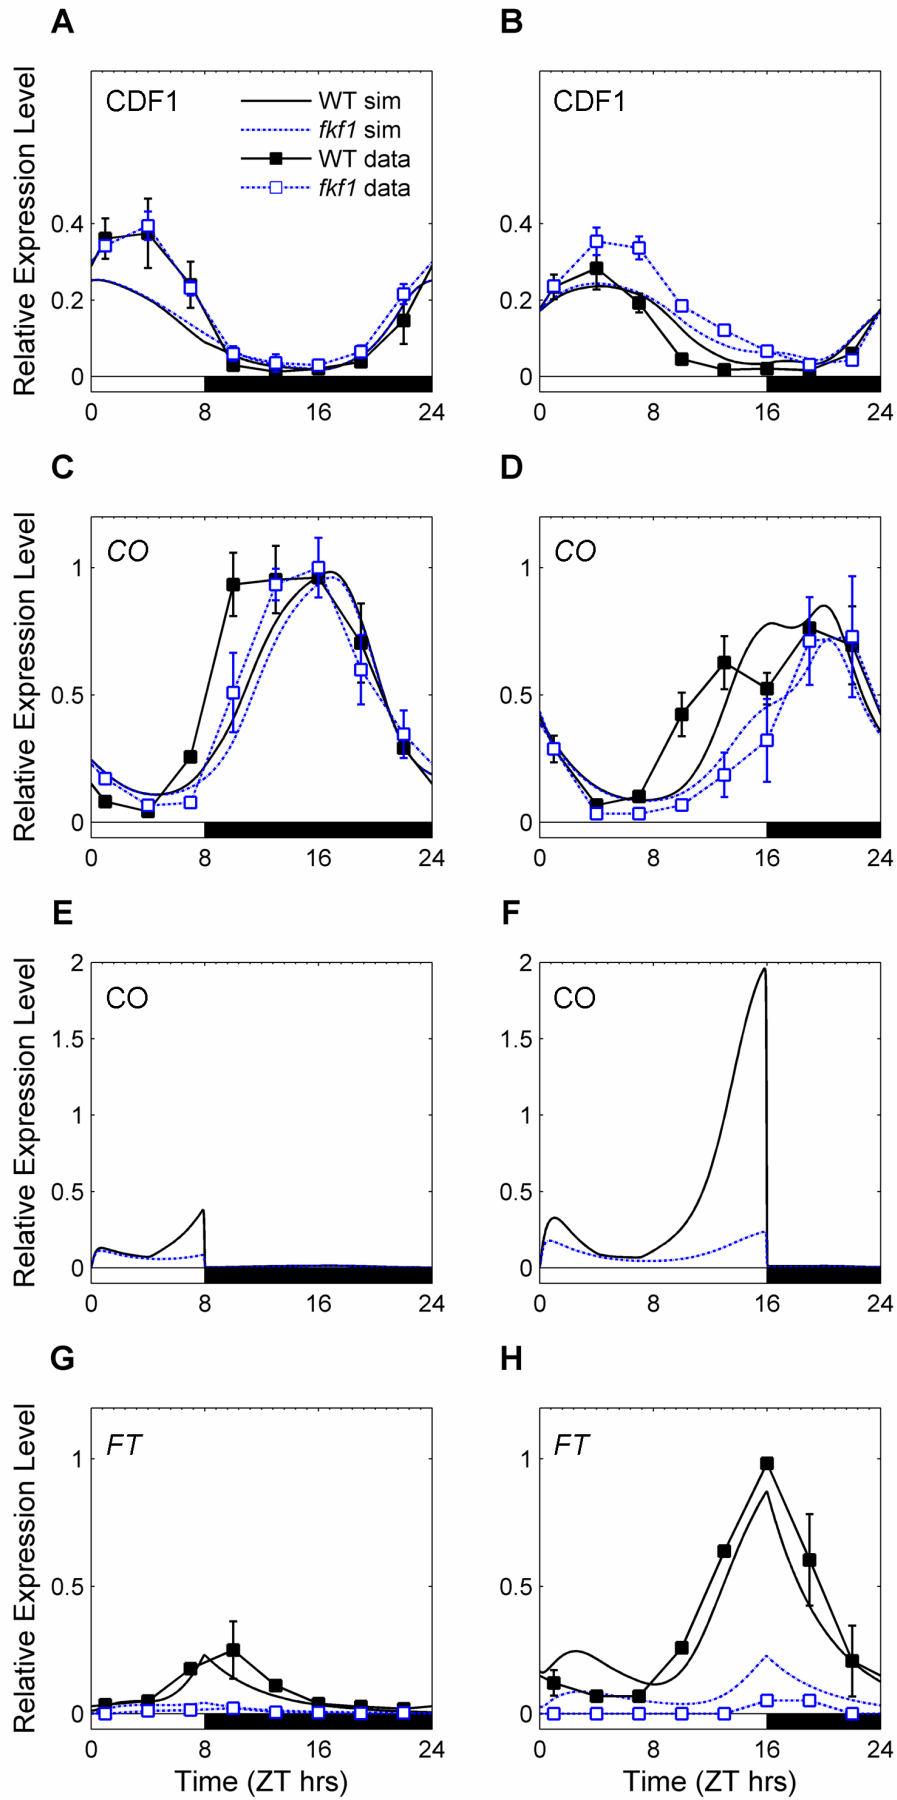 A
B
CDF1
WT sim
fkf1 sim
WT data
fkf1 data
CDF1
Relative Expression Level
0.4
0.2
0
0 8 16 24
0.4
0.2
0
0 8 16 24
C
D
CO
CO
Relative Expression Level
1
0.5
0
0 8 16 24
1
0.5
0
0 8 16 24
E
F
CO
CO
Relative Expression Level
2
1.5
1
0.5
0
0 8 16 24
2
1.5
1
0.5
0
0 8 16 24
G
H
FT
FT
Relative Expression Level
1
0.5
0
0 8 16 24
Time (ZT hrs)
1
0.5
0
0 8 16 24
Time (ZT hrs)